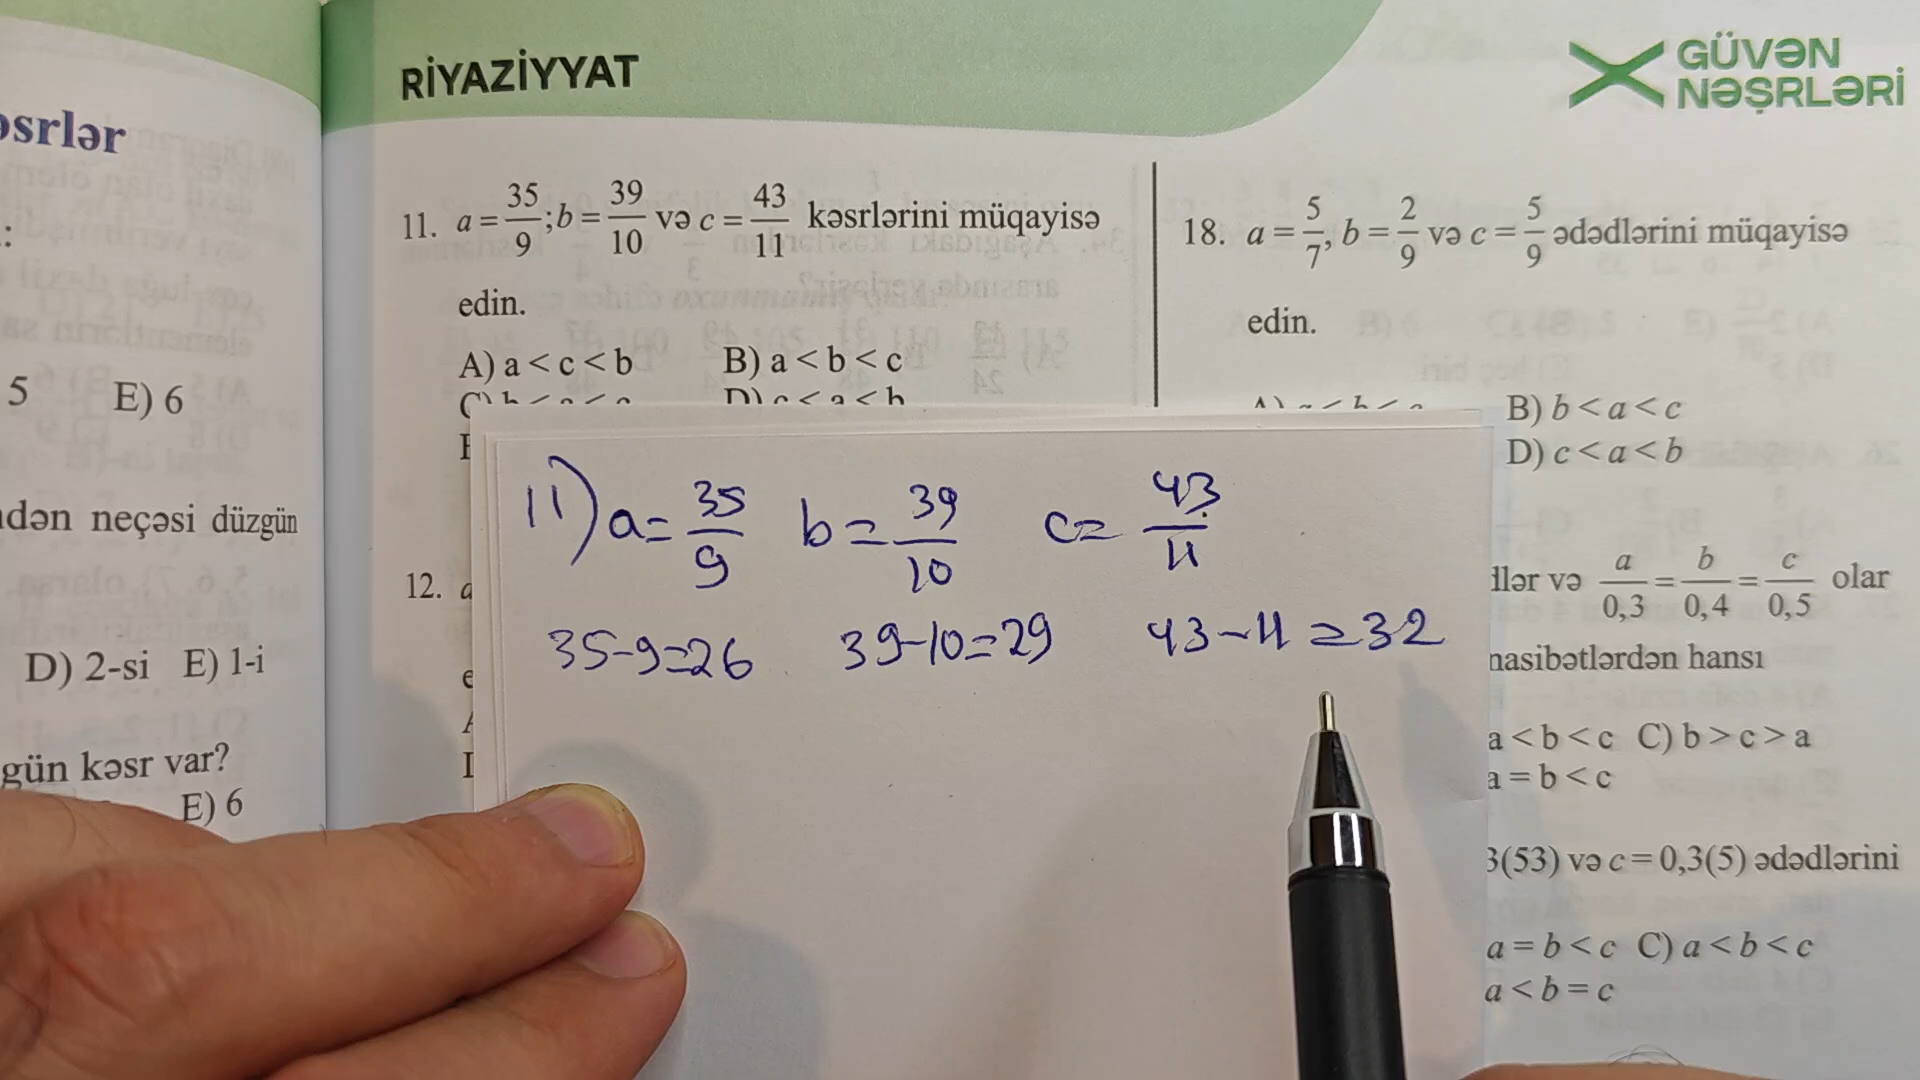 RİYAZİYYAT
GÜVƏN
NƏŞRLƏRİ
əsrlər
5 E) 6
dən neçəsi düzgün
D) 2-si E) 1-i
gün kəsr var?
E) 6
11. a = 35/9 ; b = 39/10 və c = 43/11 kəsrlərini müqayisə
edin.
A) a < c < b B) a < b < c
D) c < a < b
12. a
11) a = 35/9 b = 39/10 c = 43/11
35-9=26 39-10=29 43-11=32
18. a = 5/7, b = 2/9 və c = 5/9 ədədlərini müqayisə
edin.
B) b < a < c
D) c < a < b
dlər və a/0,3 = b/0,4 = c/0,5 olar
nasibətlərdən hansı
a < b < c C) b > c > a
a = b < c
3(53) və c = 0,3(5) ədədlərini
a = b < c C) a < b < c
a < b = c